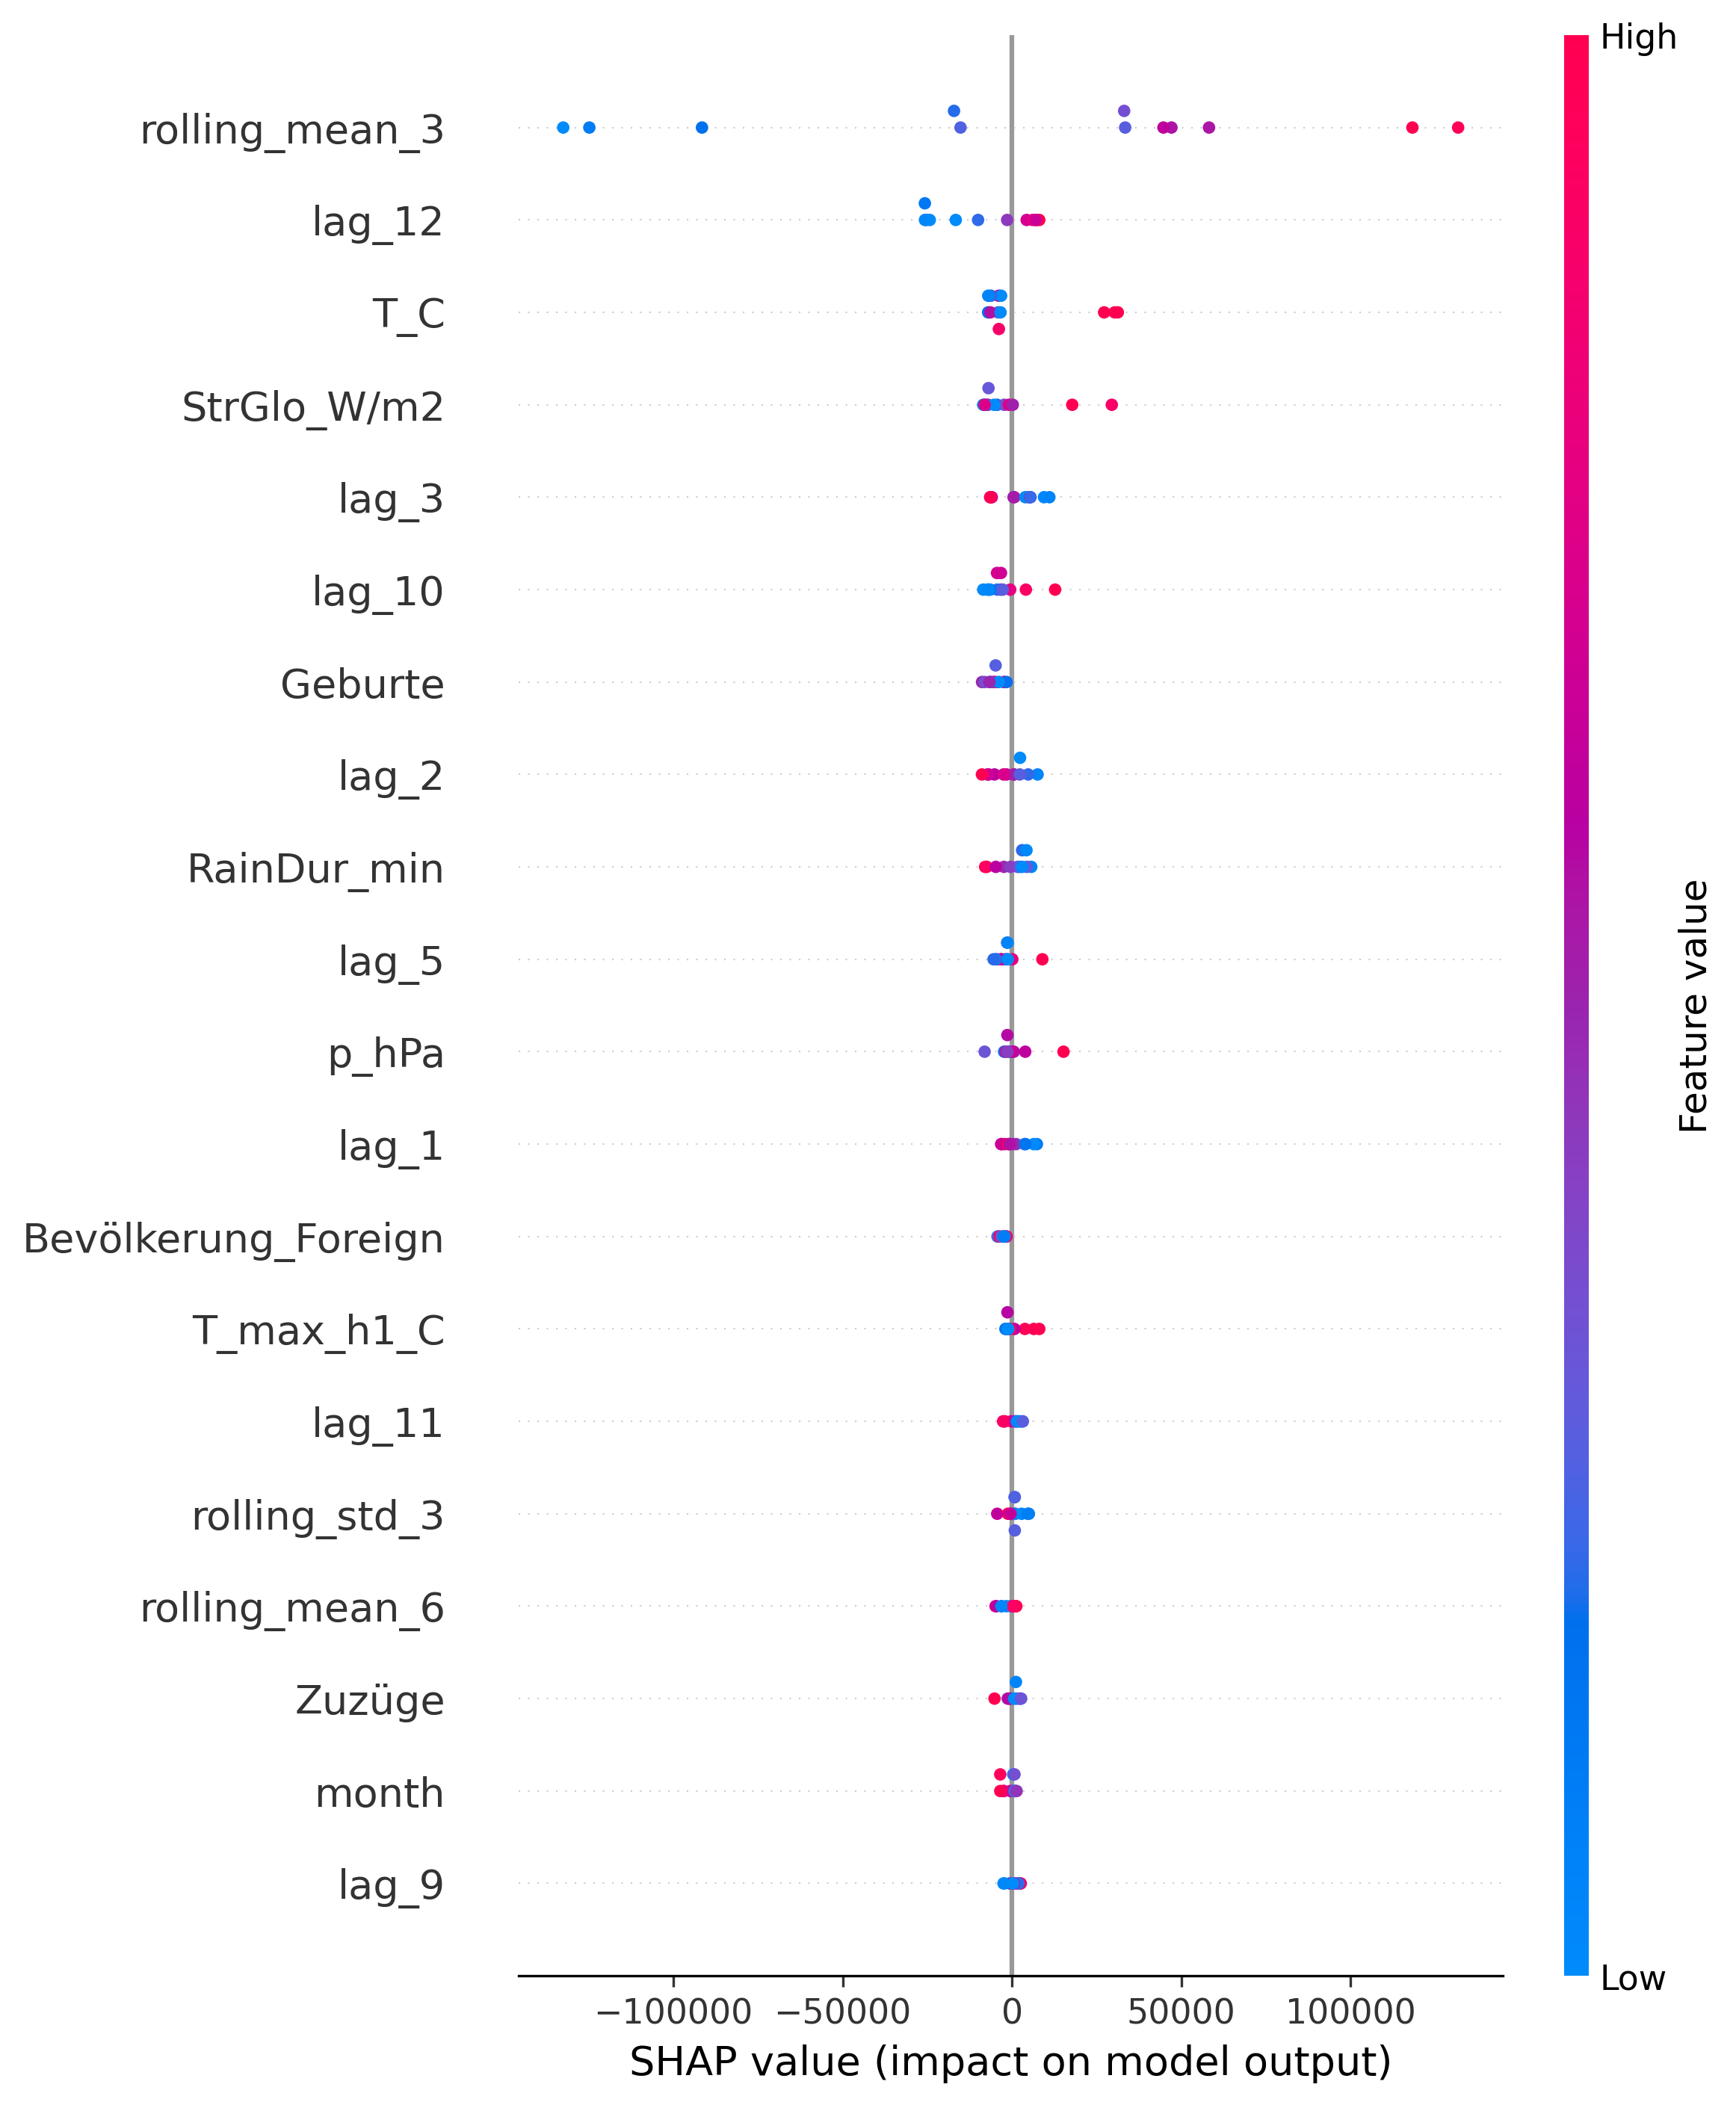 High
rolling_mean_3
lag_12
T_C
StrGlo_W/m2
lag_3
lag_10
Geburte
lag_2
RainDur_min
lag_5
p_hPa
lag_1
Bevölkerung_Foreign
T_max_h1_C
lag_11
rolling_std_3
rolling_mean_6
Zuzüge
month
lag_9
Feature value
Low
−100000 −50000 0 50000 100000
SHAP value (impact on model output)